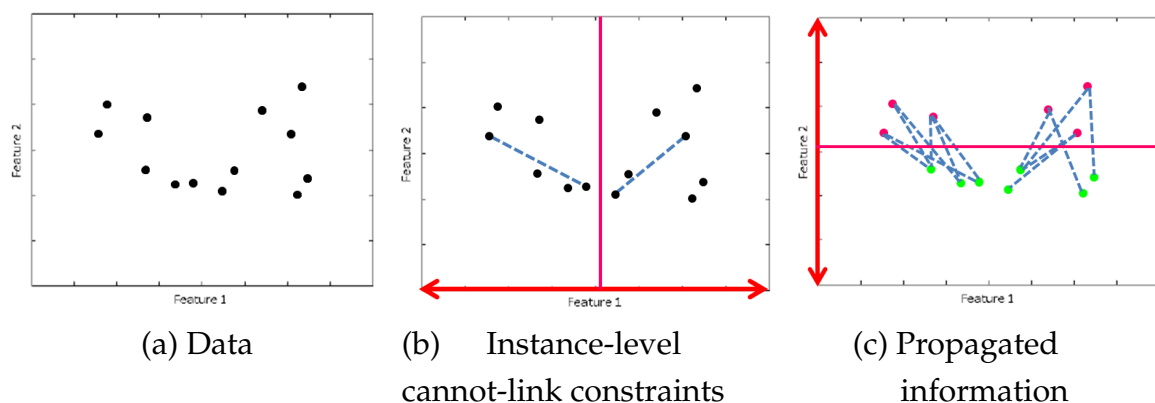 Feature 2
Feature 1
(a) Data
Feature 2
Feature 1
(b) Instance-level
cannot-link constraints
Feature 2
Feature 1
(c) Propagated
information